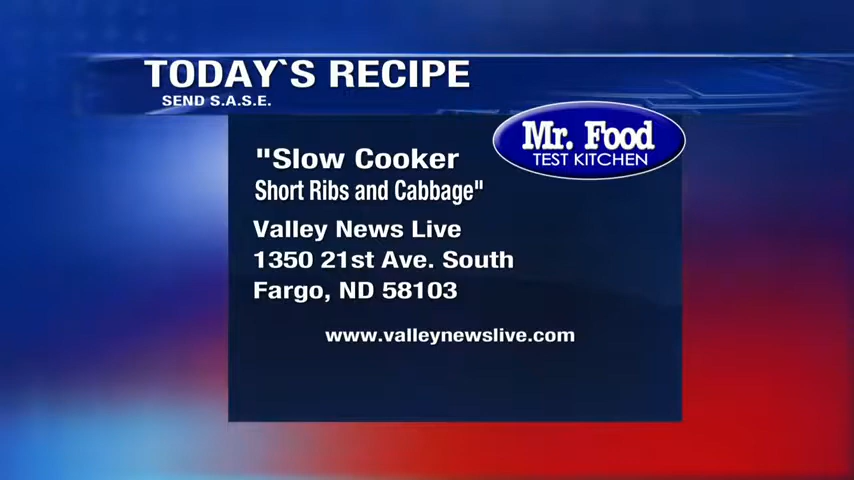 TODAY`S RECIPE
SEND S.A.S.E.
Mr. Food
TEST KITCHEN
"Slow Cooker
Short Ribs and Cabbage"
Valley News Live
1350 21st Ave. South
Fargo, ND 58103
www.valleynewslive.com